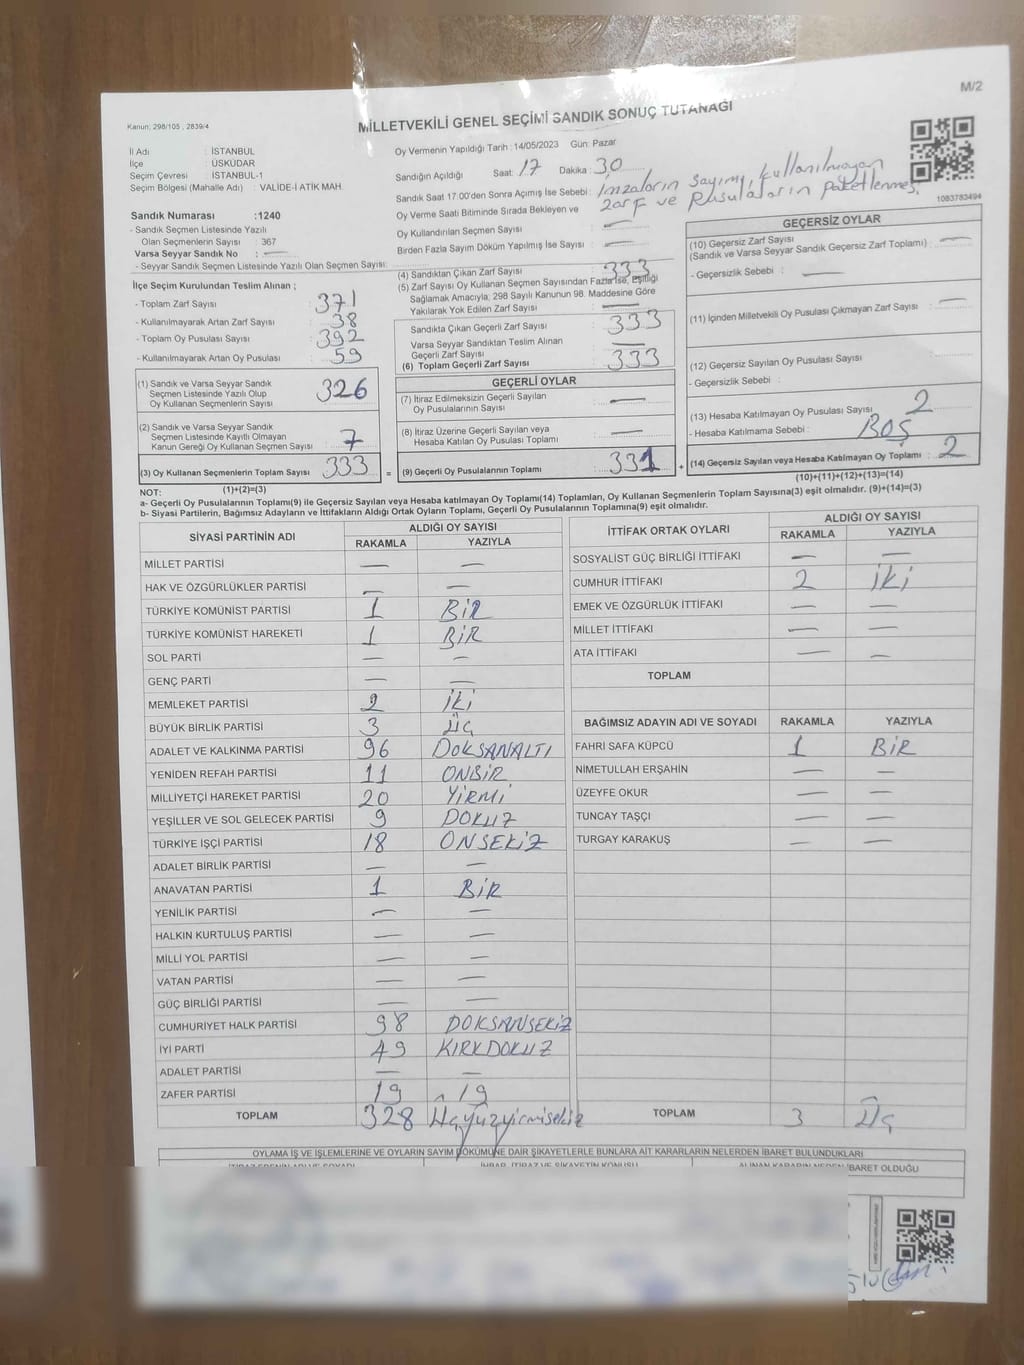 M/2
Kanun; 298/105 , 2839/4
MİLLETVEKİLİ GENEL SEÇİMİ SANDIK SONUÇ TUTANAĞI
İl Adı : İSTANBUL
İlçe : ÜSKÜDAR
Seçim Çevresi : İSTANBUL-1
Seçim Bölgesi (Mahalle Adı) : VALİDE-İ ATİK MAH.
Sandık Numarası :1240
- Sandık Seçmen Listesinde Yazılı
Olan Seçmenlerin Sayısı : 367
Varsa Seyyar Sandık No : —
- Seyyar Sandık Seçmen Listesinde Yazılı Olan Seçmen Sayısı:
İlçe Seçim Kurulundan Teslim Alınan ;
- Toplam Zarf Sayısı : 371
- Kullanılmayarak Artan Zarf Sayısı : 38
- Toplam Oy Pusulası Sayısı : 392
- Kullanılmayarak Artan Oy Pusulası : 59
(1) Sandık ve Varsa Seyyar Sandık
Seçmen Listesinde Yazılı Olup
Oy Kullanan Seçmenlerin Sayısı : 326
(2) Sandık ve Varsa Seyyar Sandık
Seçmen Listesinde Kayıtlı Olmayan
Kanun Gereği Oy Kullanan Seçmen Sayısı : 7
(3) Oy Kullanan Seçmenlerin Toplam Sayısı : 333 =
(1)+(2)=(3)
Oy Vermenin Yapıldığı Tarih :14/05/2023 Gün: Pazar
Sandığın Açıldığı Saat: 17 Dakika : 30
Sandık Saat 17:00'den Sonra Açımış İse Sebebi: İmzaların sayımı, kullanılmayan
zarf ve Pusulaların paketlenmesi
Oy Verme Saati Bitiminde Sırada Bekleyen ve
Oy Kullandırılan Seçmen Sayısı : —
Birden Fazla Sayım Döküm Yapılmış İse Sayısı : —
(4) Sandıktan Çıkan Zarf Sayısı : 333
(5) Zarf Sayısı Oy Kullanan Seçmen Sayısından Fazla İse, Eşitliği
Sağlamak Amacıyla; 298 Sayılı Kanunun 98. Maddesine Göre
Yakılarak Yok Edilen Zarf Sayısı : —
Sandıkta Çıkan Geçerli Zarf Sayısı : 333
Varsa Seyyar Sandıktan Teslim Alınan
Geçerli Zarf Sayısı : —
(6) Toplam Geçerli Zarf Sayısı : 333
GEÇERLİ OYLAR
(7) İtiraz Edilmeksizin Geçerli Sayılan
Oy Pusulalarının Sayısı : —
(8) İtiraz Üzerine Geçerli Sayılan veya
Hesaba Katılan Oy Pusulası Toplamı : —
(9) Geçerli Oy Pusulalarının Toplamı : 331 +
1083783494
GEÇERSİZ OYLAR
(10) Geçersiz Zarf Sayısı : —
(Sandık ve Varsa Seyyar Sandık Geçersiz Zarf Toplamı)
- Geçersizlik Sebebi : —
(11) İçinden Milletvekili Oy Pusulası Çıkmayan Zarf Sayısı : —
(12) Geçersiz Sayılan Oy Pusulası Sayısı :
- Geçersizlik Sebebi :
(13) Hesaba Katılmayan Oy Pusulası Sayısı : 2
- Hesaba Katılmama Sebebi : BOŞ
(14) Geçersiz Sayılan veya Hesaba Katılmayan Oy Toplamı : 2
(10)+(11)+(12)+(13)=(14)
NOT:
a- Geçerli Oy Pusulalarının Toplamı(9) ile Geçersiz Sayılan veya Hesaba katılmayan Oy Toplamı(14) Toplamları, Oy Kullanan Seçmenlerin Toplam Sayısına(3) eşit olmalıdır. (9)+(14)=(3)
b- Siyasi Partilerin, Bağımsız Adayların ve İttifakların Aldığı Ortak Oyların Toplamı, Geçerli Oy Pusulalarının Toplamına(9) eşit olmalıdır.
SİYASİ PARTİNİN ADI ALDIĞI OY SAYISI
RAKAMLA YAZIYLA
MİLLET PARTİSİ — —
HAK VE ÖZGÜRLÜKLER PARTİSİ — —
TÜRKİYE KOMÜNİST PARTİSİ 1 BİR
TÜRKİYE KOMÜNİST HAREKETİ 1 BİR
SOL PARTİ — —
GENÇ PARTİ — —
MEMLEKET PARTİSİ 2 İKİ
BÜYÜK BİRLİK PARTİSİ 3 ÜÇ
ADALET VE KALKINMA PARTİSİ 96 DOKSANALTI
YENİDEN REFAH PARTİSİ 11 ONBİR
MİLLİYETÇİ HAREKET PARTİSİ 20 YİRMİ
YEŞİLLER VE SOL GELECEK PARTİSİ 9 DOKUZ
TÜRKİYE İŞÇİ PARTİSİ 18 ONSEKİZ
ADALET BİRLİK PARTİSİ — —
ANAVATAN PARTİSİ 1 BİR
YENİLİK PARTİSİ — —
HALKIN KURTULUŞ PARTİSİ — —
MİLLİ YOL PARTİSİ — —
VATAN PARTİSİ — —
GÜÇ BİRLİĞİ PARTİSİ — —
CUMHURİYET HALK PARTİSİ 98 DOKSANSEKİZ
İYİ PARTİ 49 KIRKDOKUZ
ADALET PARTİSİ — —
ZAFER PARTİSİ 19 19
TOPLAM 328 Üçyüzyirmisekiz
İTTİFAK ORTAK OYLARI ALDIĞI OY SAYISI
RAKAMLA YAZIYLA
SOSYALİST GÜÇ BİRLİĞİ İTTİFAKI — —
CUMHUR İTTİFAKI 2 İKİ
EMEK VE ÖZGÜRLÜK İTTİFAKI — —
MİLLET İTTİFAKI — —
ATA İTTİFAKI — —
TOPLAM
BAĞIMSIZ ADAYIN ADI VE SOYADI RAKAMLA YAZIYLA
FAHRİ SAFA KÜPCÜ 1 BİR
NİMETULLAH ERŞAHİN — —
ÜZEYFE OKUR — —
TUNCAY TAŞÇI — —
TURGAY KARAKUŞ — —
TOPLAM 3 Üç
OYLAMA İŞ VE İŞLEMLERİNE VE OYLARIN SAYIM DÖKÜMÜNE DAİR ŞİKAYETLERLE BUNLARA AİT KARARLARIN NELERDEN İBARET BULUNDUKLARI
İBARET OLDUĞU